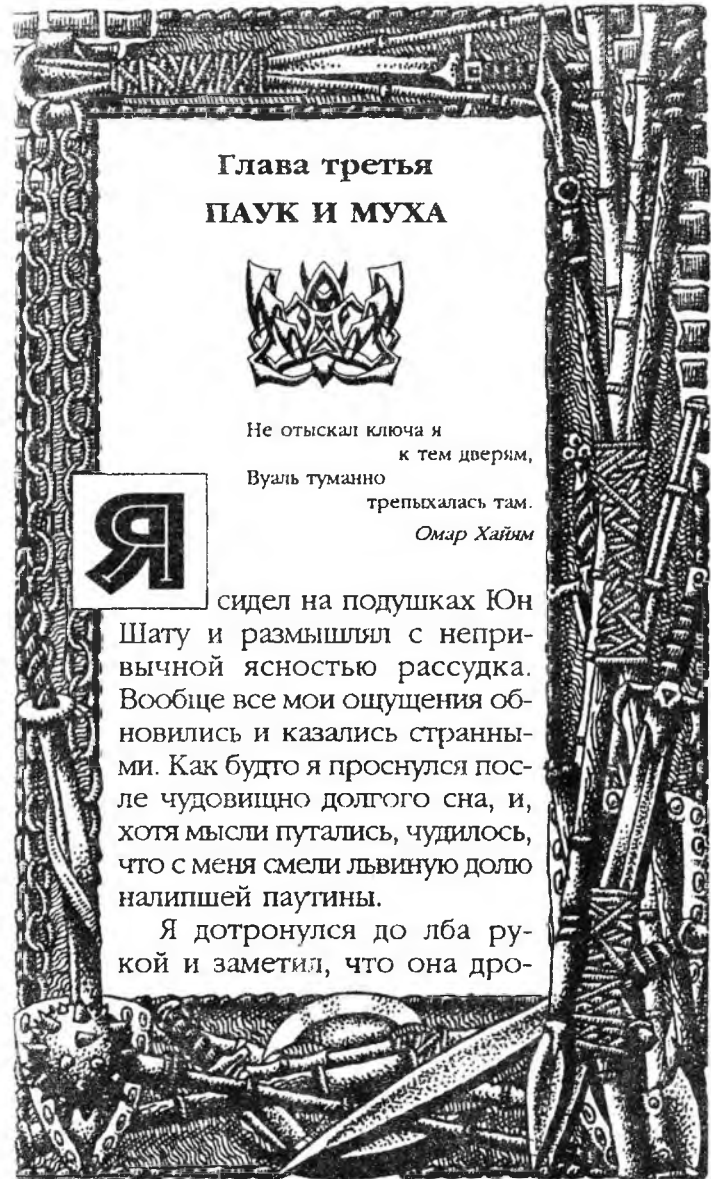 Глава третья
ПАУК И МУХА
Не отыскал ключа я
к тем дверям,
Вуаль туманно
трепыхалась там.
Омар Хайям
Я сидел на подушках Юн
Шату и размышлял с непри-
вычной ясностью рассудка.
Вообще все мои ощущения об-
новились и казались странны-
ми. Как будто я проснулся пос-
ле чудовищно долгого сна, и,
хотя мысли путались, чудилось,
что с меня смели львиную долю
налипшей паутины.
Я дотронулся до лба ру-
кой и заметил, что она дро-